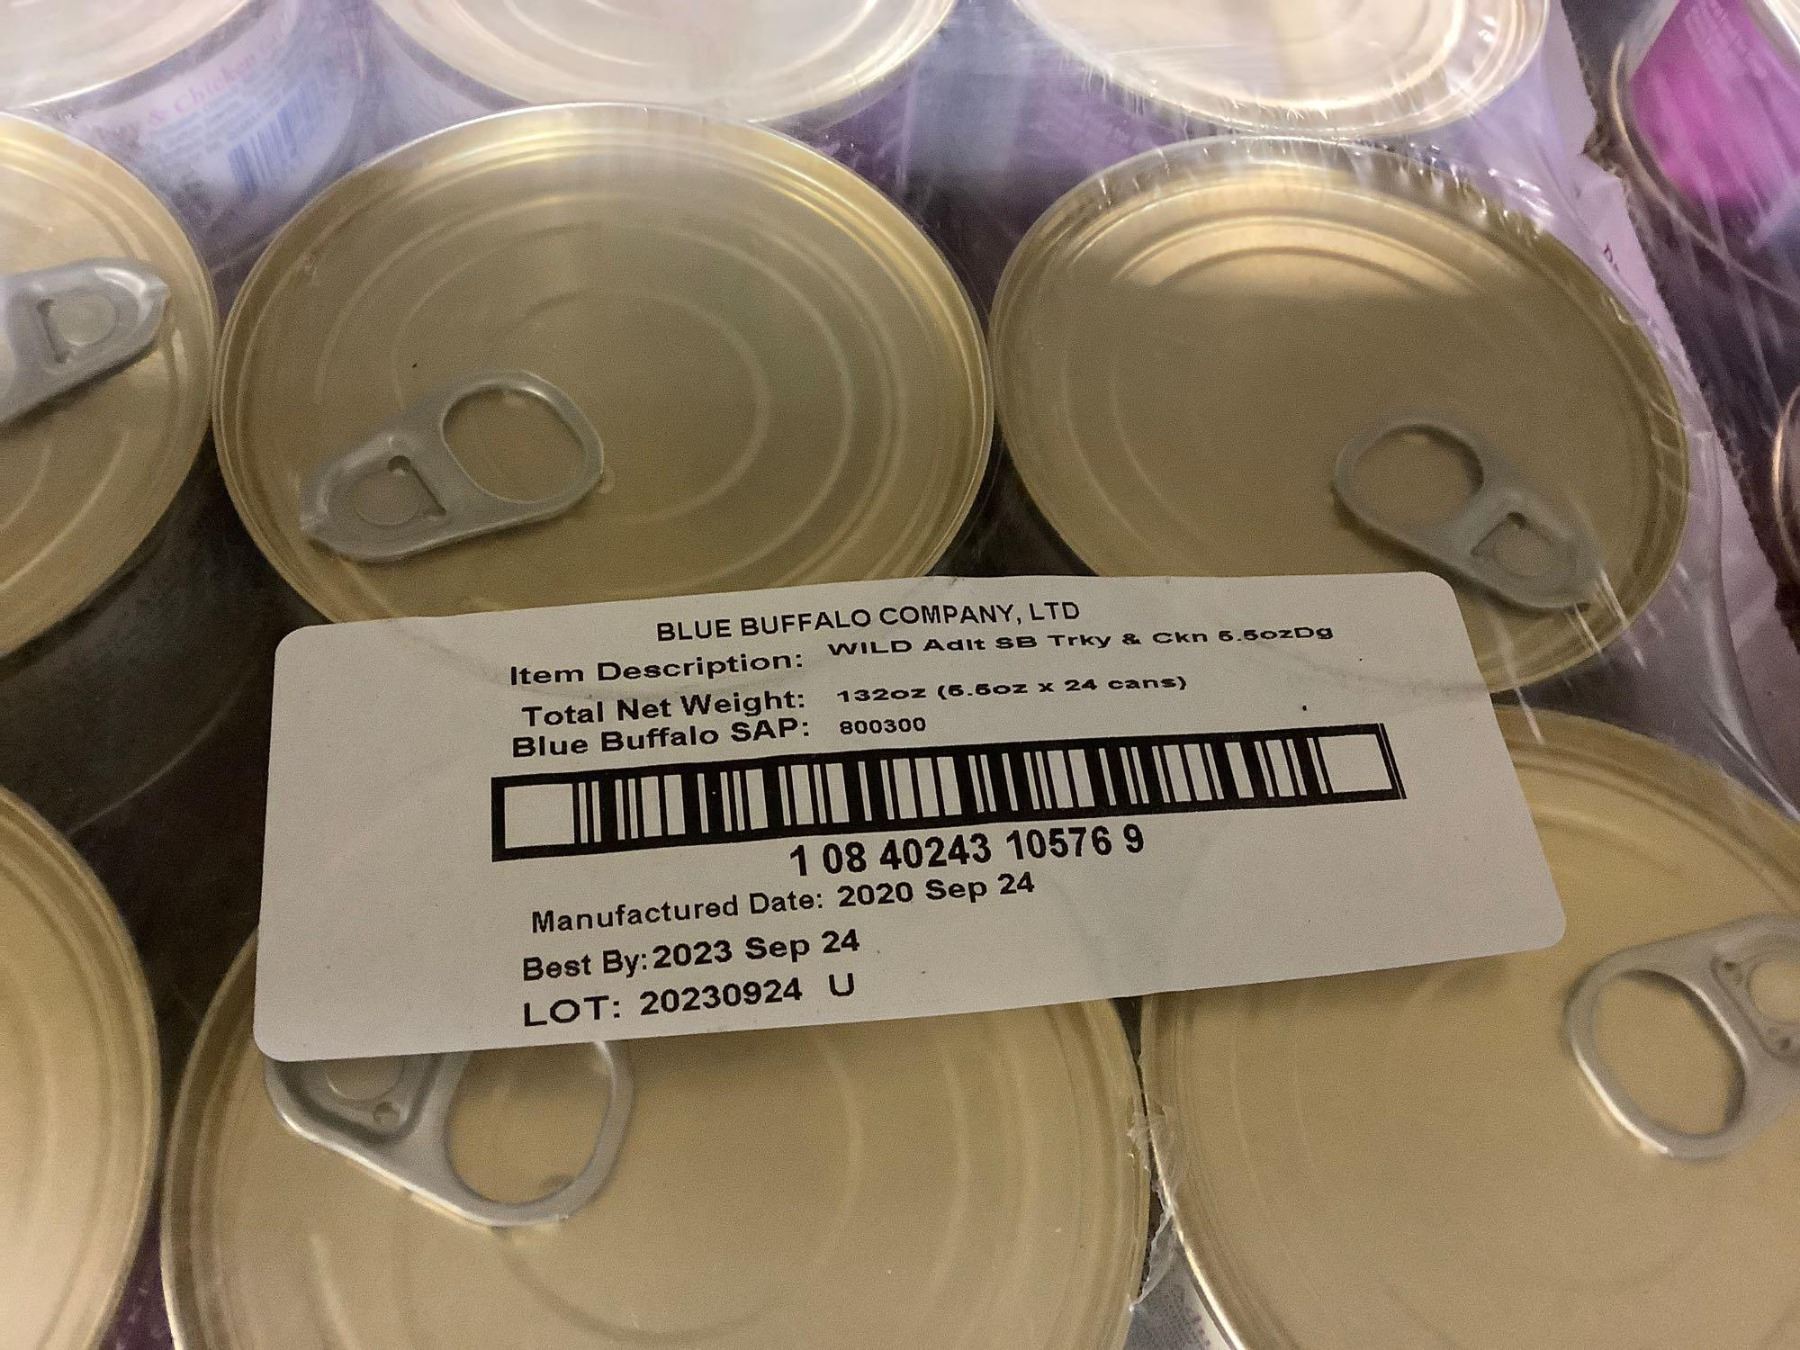 & Chicken
BLUE BUFFALO COMPANY, LTD
Item Description: WILD Adlt SB Trky & Ckn 5.5ozDg
Total Net Weight: 132oz (5.5oz x 24 cans)
Blue Buffalo SAP: 800300
1 08 40243 10576 9
Manufactured Date: 2020 Sep 24
Best By: 2023 Sep 24
LOT: 20230924 U